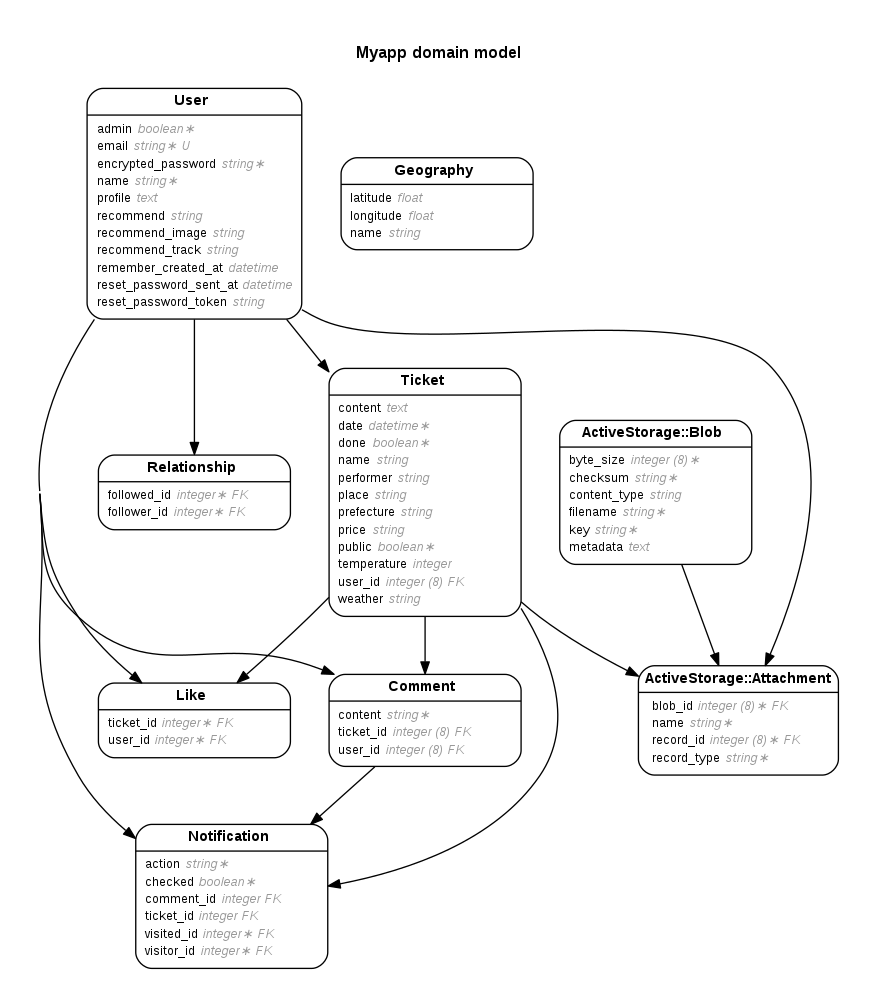 Myapp domain model
User
admin boolean∗
email string∗ U
encrypted_password string∗
name string∗
profile text
recommend string
recommend_image string
recommend_track string
remember_created_at datetime
reset_password_sent_at datetime
reset_password_token string
Geography
latitude float
longitude float
name string
Ticket
content text
date datetime∗
done boolean∗
name string
performer string
place string
prefecture string
price string
public boolean∗
temperature integer
user_id integer (8) FK
weather string
ActiveStorage::Blob
byte_size integer (8)∗
checksum string∗
content_type string
filename string∗
key string∗
metadata text
Relationship
followed_id integer∗ FK
follower_id integer∗ FK
Like
ticket_id integer∗ FK
user_id integer∗ FK
Comment
content string∗
ticket_id integer (8) FK
user_id integer (8) FK
ActiveStorage::Attachment
blob_id integer (8)∗ FK
name string∗
record_id integer (8)∗ FK
record_type string∗
Notification
action string∗
checked boolean∗
comment_id integer FK
ticket_id integer FK
visited_id integer∗ FK
visitor_id integer∗ FK